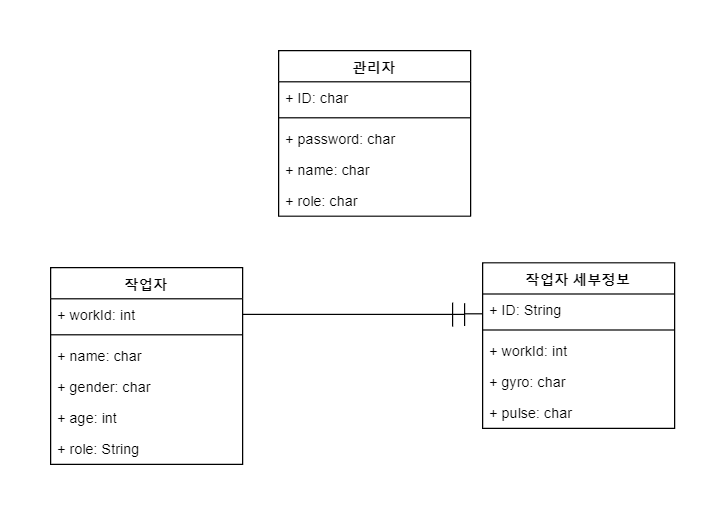 관리자
+ ID: char
+ password: char
+ name: char
+ role: char
작업자
+ workId: int
+ name: char
+ gender: char
+ age: int
+ role: String
작업자 세부정보
+ ID: String
+ workId: int
+ gyro: char
+ pulse: char